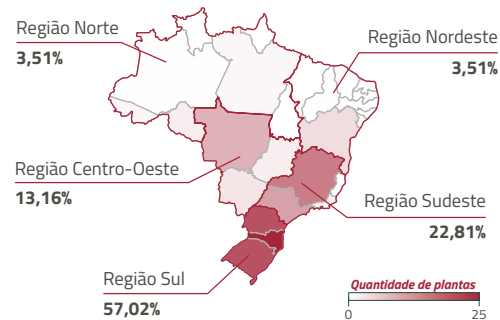 Região Norte
3,51%
Região Nordeste
3,51%
Região Centro-Oeste
13,16%
Região Sudeste
22,81%
Região Sul
57,02%
Quantidade de plantas
0 25